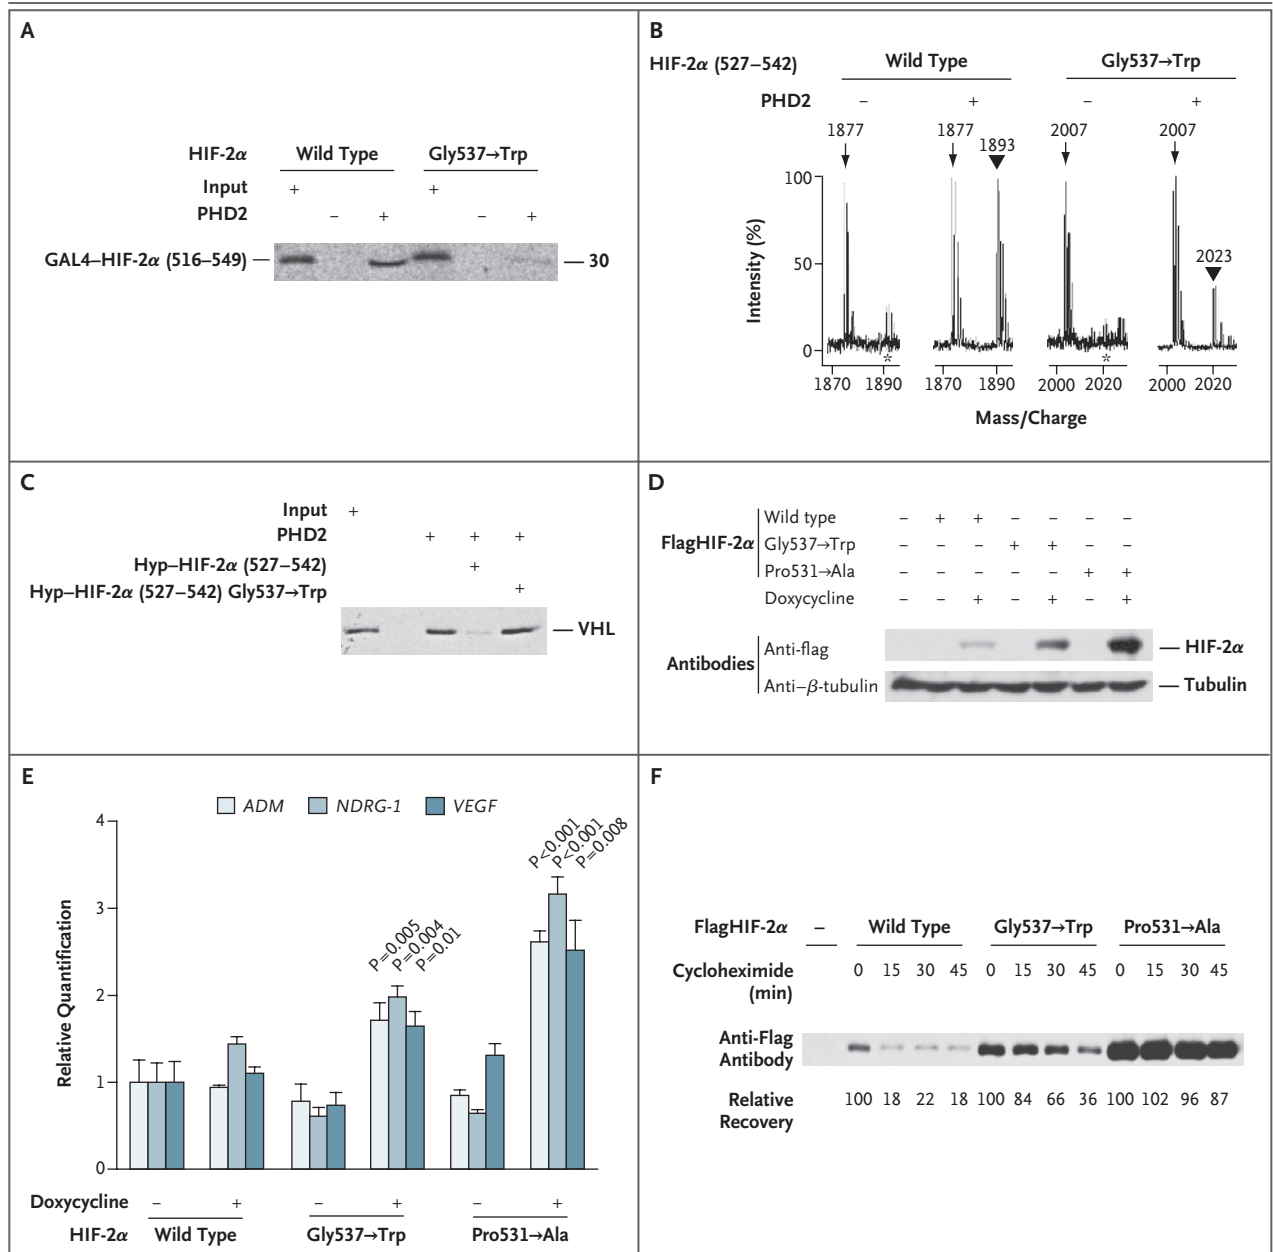 A
HIF-2α Wild Type Gly537→Trp
Input + +
PHD2 – + – +
GAL4–HIF-2α (516–549) — — 30
B
HIF-2α (527–542) Wild Type Gly537→Trp
PHD2 – + – +
1877 1877 1893 2007 2007 2023
Intensity (%)
100
50
0
* *
1870 1890 1870 1890 2000 2020 2000 2020
Mass/Charge
C
Input +
PHD2 + + +
Hyp–HIF-2α (527–542) +
Hyp–HIF-2α (527–542) Gly537→Trp +
— VHL
D
FlagHIF-2α
Wild type – + + – – – –
Gly537→Trp – – – + + – –
Pro531→Ala – – – – – + +
Doxycycline – – + – + – +
Antibodies
Anti-flag — HIF-2α
Anti–β-tubulin — Tubulin
E
ADM NDRG-1 VEGF
Relative Quantification
4
3
2
1
0
P=0.005
P=0.004
P=0.01
P<0.001
P<0.001
P=0.008
Doxycycline – + – + – +
HIF-2α Wild Type Gly537→Trp Pro531→Ala
F
FlagHIF-2α – Wild Type Gly537→Trp Pro531→Ala
Cycloheximide 0 15 30 45 0 15 30 45 0 15 30 45
(min)
Anti-Flag
Antibody
Relative 100 18 22 18 100 84 66 36 100 102 96 87
Recovery